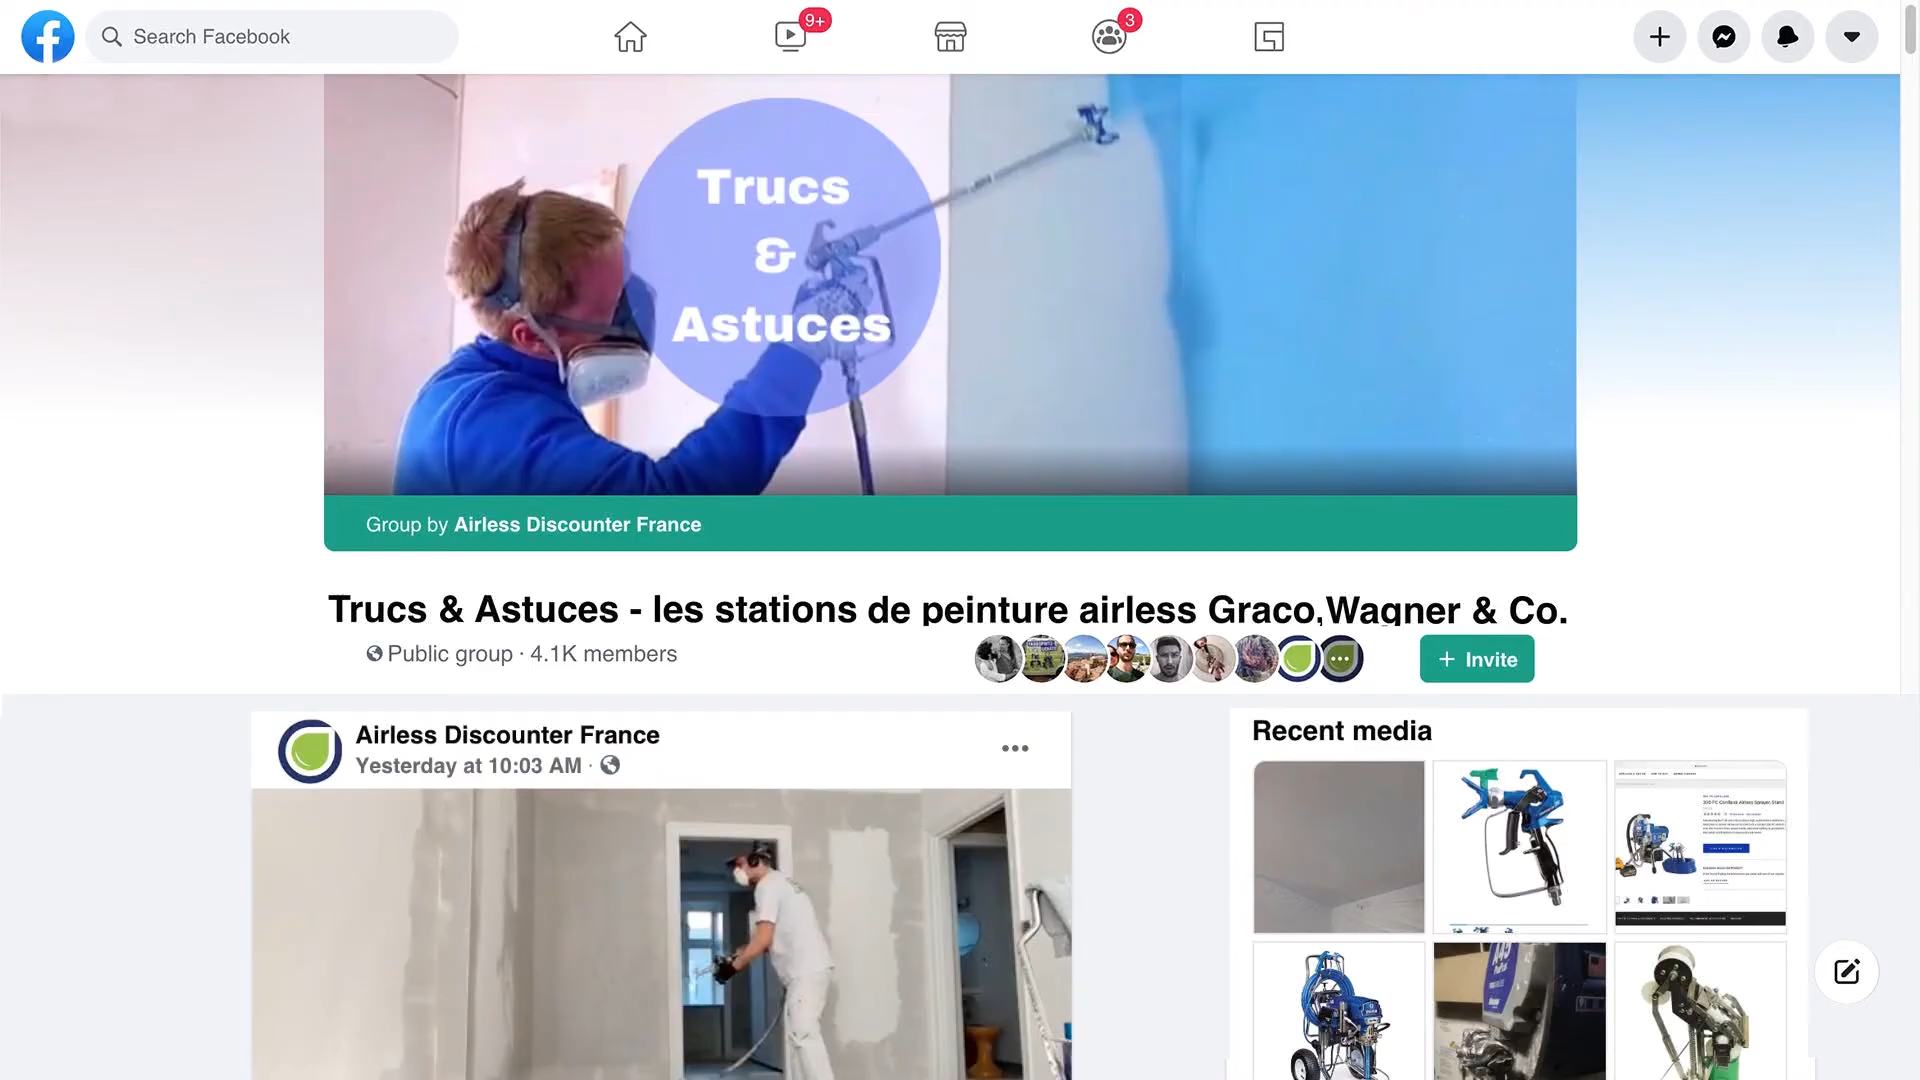 Search Facebook
9+
3
Trucs
&
Astuces
Group by Airless Discounter France
Trucs & Astuces - les stations de peinture airless Graco,Wagner & Co.
Public group · 4.1K members
+ Invite
Airless Discounter France
Yesterday at 10:03 AM ·
Recent media